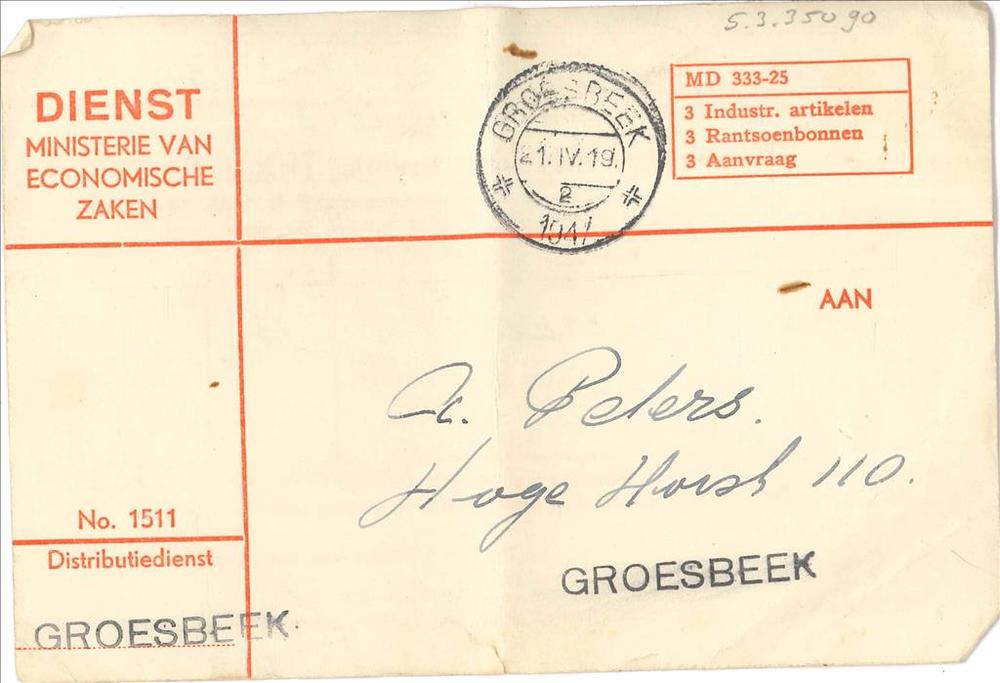 5.3.35090
DIENST
MINISTERIE VAN
ECONOMISCHE
ZAKEN
GROESBEEK
21.IV.19.
2
1947
MD 333-25
3 Industr. artikelen
3 Rantsoenbonnen
3 Aanvraag
AAN
A. Peters.
Hoge Horst 110.
GROESBEEK
No. 1511
Distributiedienst
GROESBEEK